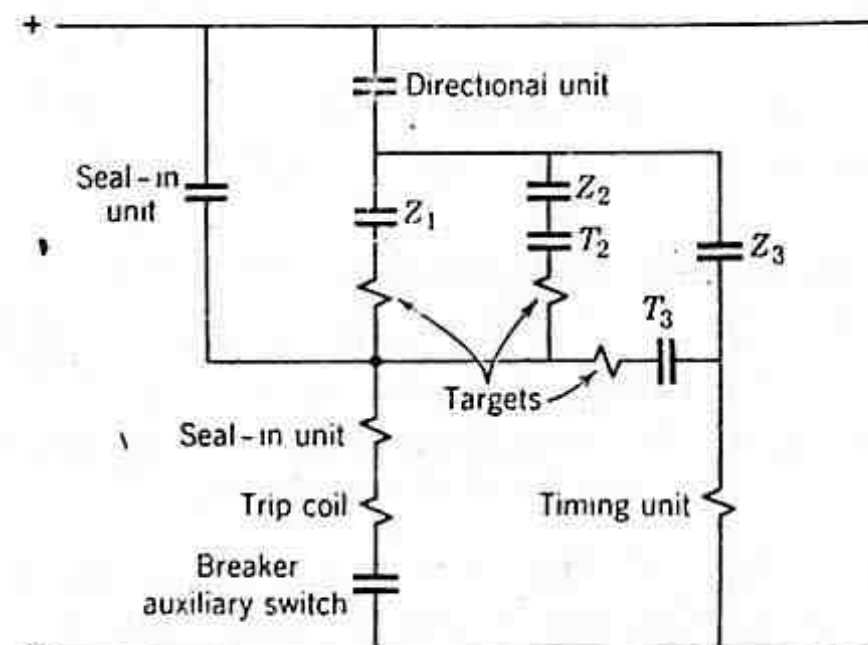 +
Directional unit
Seal-in
unit
Z₁
Z₂
T₂
Z₃
T₃
Targets
Seal-in unit
Trip coil
Timing unit
Breaker
auxiliary switch